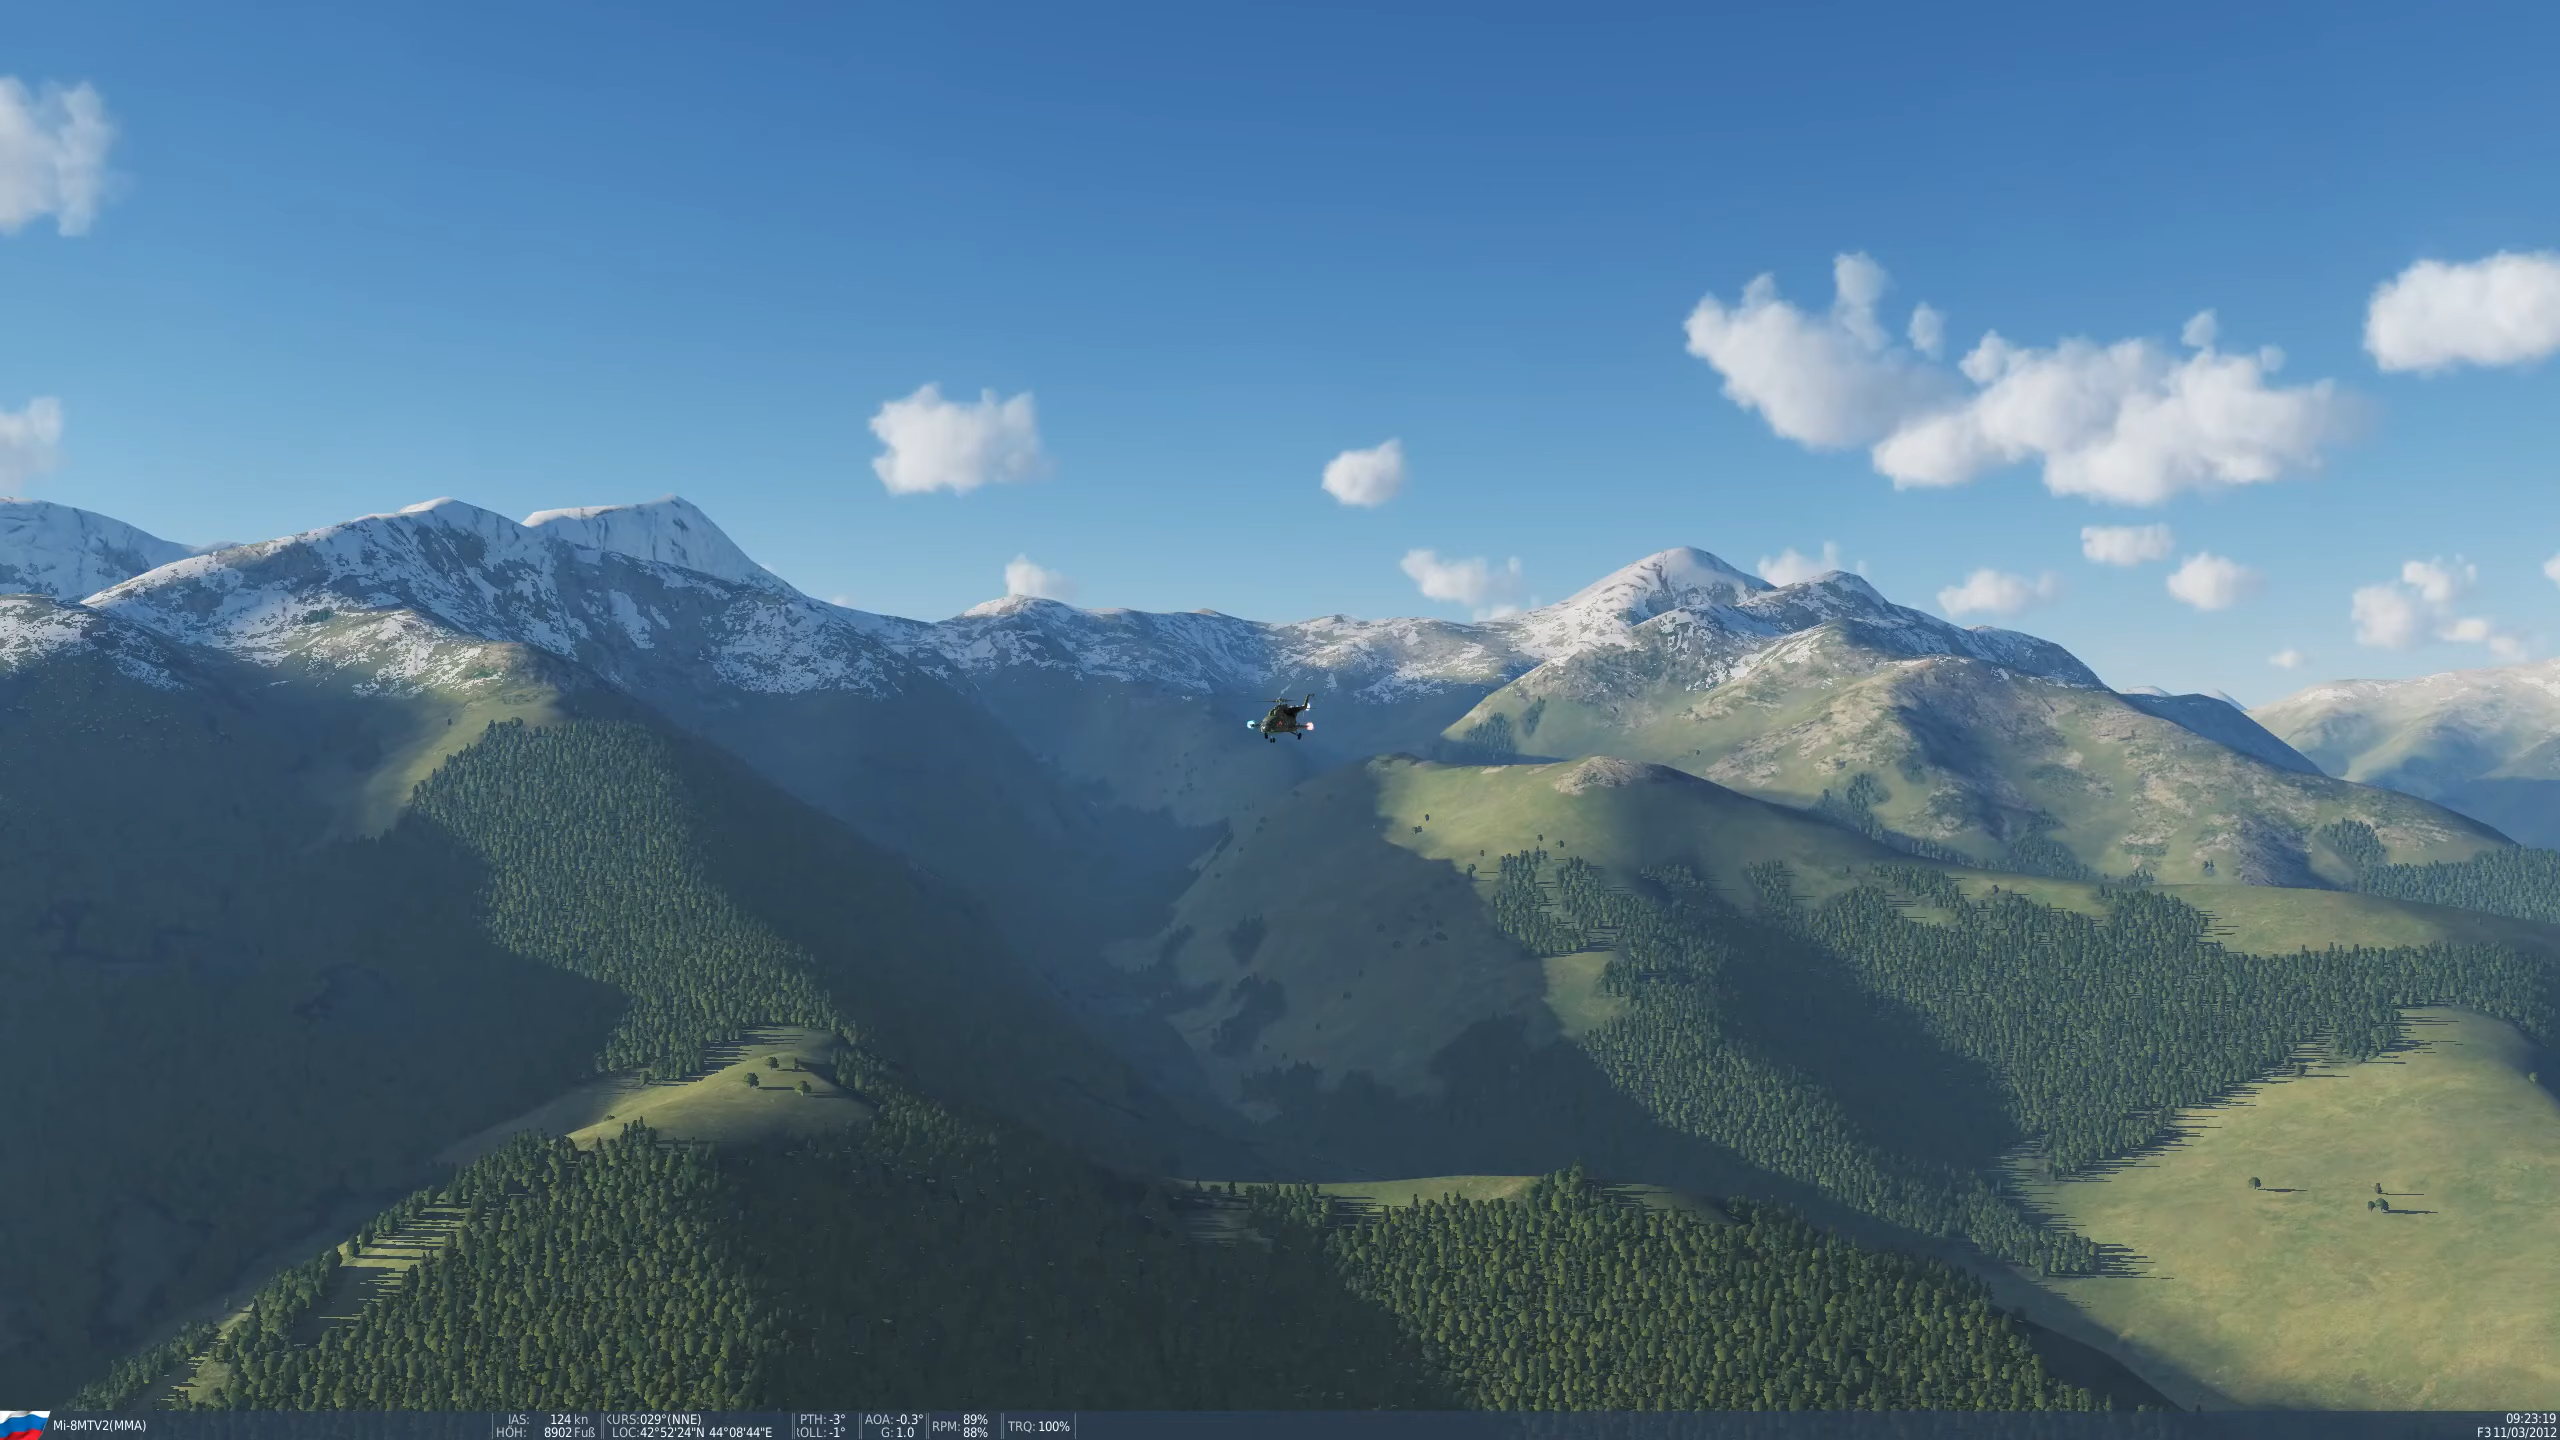 Mi-8MTV2(MMA)
IAS: 124 kn
HÖH: 8902 Fuß
KURS:029°(NNE)
LOC:42°52'24"N 44°08'44"E
PTH: -3°
ROLL: -1°
AOA: -0.3°
G: 1.0
RPM: 89%
88%
TRQ: 100%
09:23:19
F3 11/03/2012